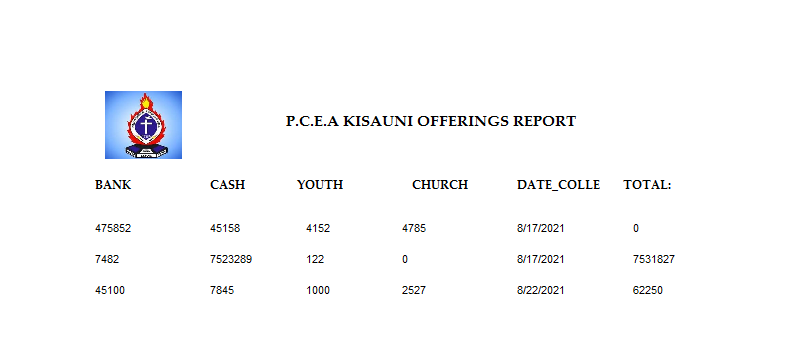 P.C.E.A KISAUNI OFFERINGS REPORT
BANK CASH YOUTH CHURCH DATE_COLLE TOTAL:
475852 45158 4152 4785 8/17/2021 0
7482 7523289 122 0 8/17/2021 7531827
45100 7845 1000 2527 8/22/2021 62250